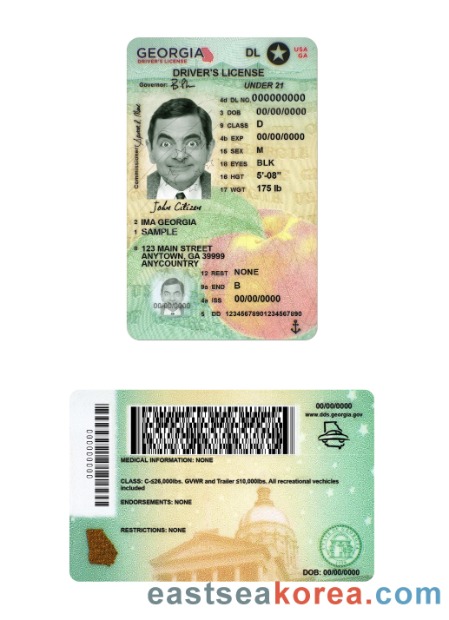 GEORGIA
DRIVER'S LICENSE
DL
USA
GA
DRIVER'S LICENSE
Governor:
UNDER 21
4d DL NO. 000000000
3 DOB 00/00/0000
9 CLASS D
4b EXP 00/00/0000
15 SEX M
18 EYES BLK
16 HGT 5'-08"
17 WGT 175 lb
Commissioner:
John Citizen
2 IMA GEORGIA
1 SAMPLE
8 123 MAIN STREET
ANYTOWN, GA 39999
ANYCOUNTRY
12 REST NONE
9a END B
4a ISS 00/00/0000
5 DD 12345678901234567890
00/00/0000
000000000
00/00/0000
www.dds.georgia.gov
MEDICAL INFORMATION: NONE
CLASS: C-≤26,000lbs. GVWR and Trailer ≤10,000lbs. All recreational vechicles
included
ENDORSEMENTS: NONE
RESTRICTIONS: NONE
DOB: 00/00/0000
eastseakorea.com